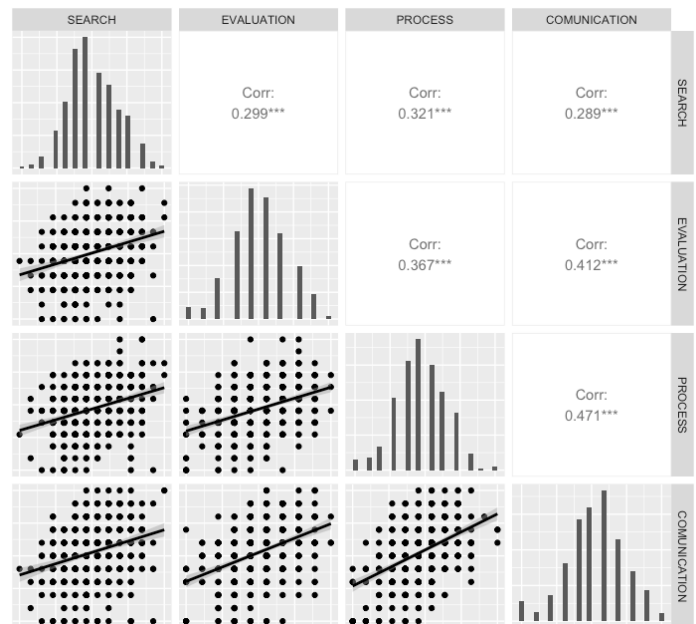 SEARCH
EVALUATION
PROCESS
COMUNICATION
Corr:
0.299***
Corr:
0.321***
Corr:
0.289***
SEARCH
Corr:
0.367***
Corr:
0.412***
EVALUATION
Corr:
0.471***
PROCESS
COMUNICATION